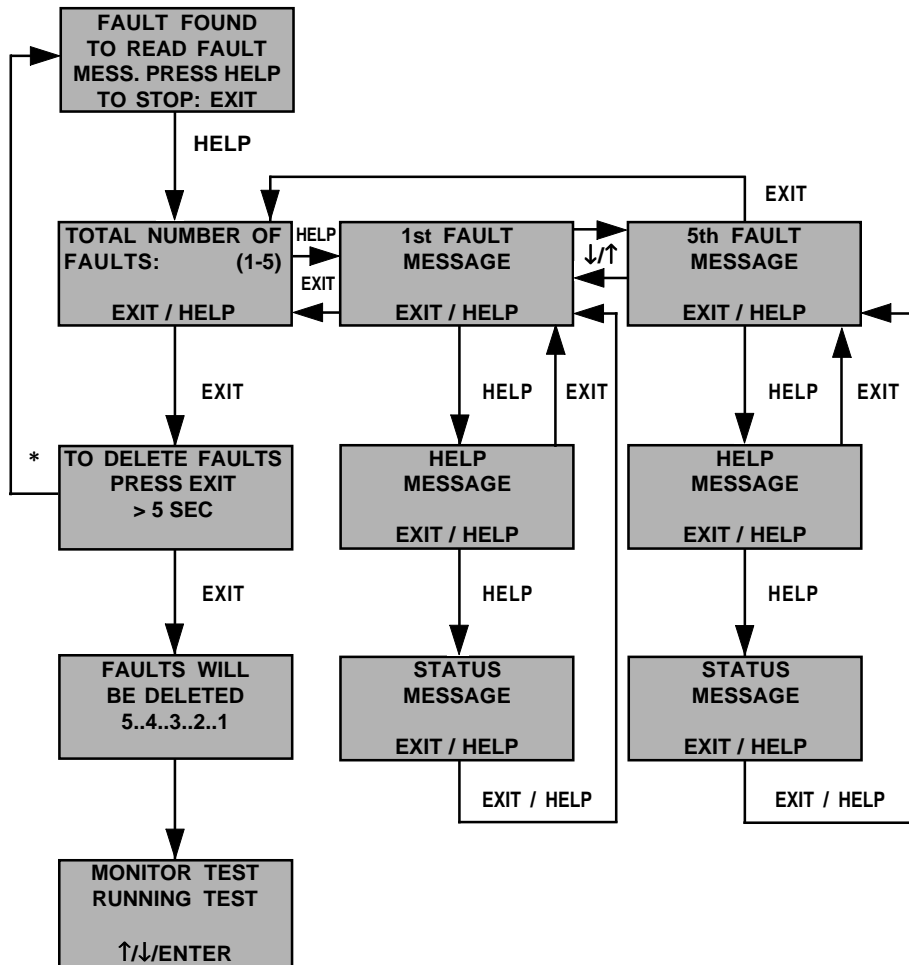 FAULT FOUND
TO READ FAULT
MESS. PRESS HELP
TO STOP: EXIT
HELP
EXIT
TOTAL NUMBER OF
FAULTS: (1-5)
EXIT / HELP
HELP
EXIT
1st FAULT
MESSAGE
EXIT / HELP
↓/↑
5th FAULT
MESSAGE
EXIT / HELP
EXIT
HELP
EXIT
HELP
EXIT
*
TO DELETE FAULTS
PRESS EXIT
> 5 SEC
HELP
MESSAGE
EXIT / HELP
HELP
MESSAGE
EXIT / HELP
EXIT
HELP
HELP
FAULTS WILL
BE DELETED
5..4..3..2..1
STATUS
MESSAGE
EXIT / HELP
STATUS
MESSAGE
EXIT / HELP
EXIT / HELP
EXIT / HELP
MONITOR TEST
RUNNING TEST
↑/↓/ENTER